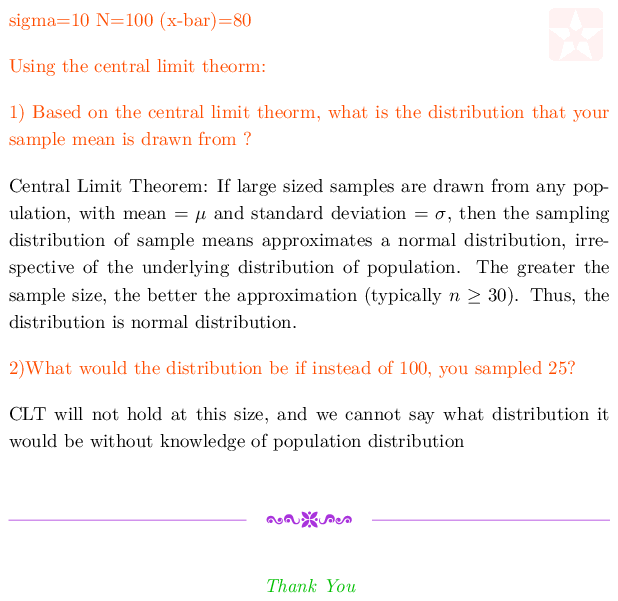 sigma=10 N=100 (x-bar)=80
Using the central limit theorm:
1) Based on the central limit theorm, what is the distribution that your
sample mean is drawn from ?
Central Limit Theorem: If large sized samples are drawn from any pop-
ulation, with mean = μ and standard deviation = σ, then the sampling
distribution of sample means approximates a normal distribution, irre-
spective of the underlying distribution of population. The greater the
sample size, the better the approximation (typically n ≥ 30). Thus, the
distribution is normal distribution.
2)What would the distribution be if instead of 100, you sampled 25?
CLT will not hold at this size, and we cannot say what distribution it
would be without knowledge of population distribution
Thank You